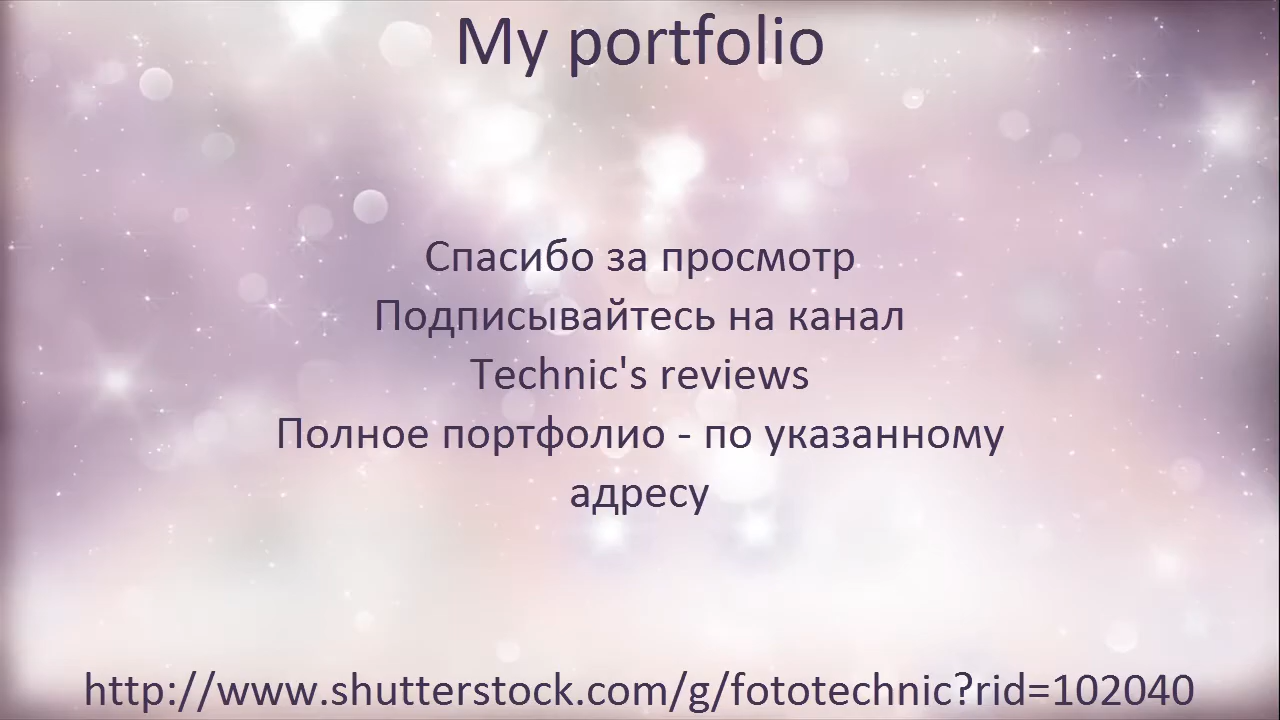 My portfolio
Спасибо за просмотр
Подписывайтесь на канал
Technic's reviews
Полное портфолио - по указанному
адресу
http://www.shutterstock.com/g/fototechnic?rid=102040